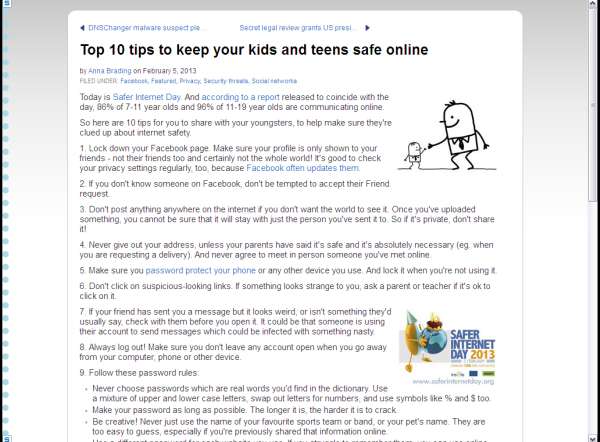 DNSChanger malware suspect ple...
Secret legal review grants US presi...
Top 10 tips to keep your kids and teens safe online
by Anna Brading on February 5, 2013
FILED UNDER: Facebook, Featured, Privacy, Security threats, Social networks
Today is Safer Internet Day. And according to a report released to coincide with the
day, 86% of 7-11 year olds and 96% of 11-19 year olds are communicating online.
So here are 10 tips for you to share with your youngsters, to help make sure they're
clued up about internet safety.
1. Lock down your Facebook page. Make sure your profile is only shown to your
friends - not their friends too and certainly not the whole world! It's good to check
your privacy settings regularly, too, because Facebook often updates them.
2. If you don't know someone on Facebook, don't be tempted to accept their Friend
request.
3. Don't post anything anywhere on the internet if you don't want the world to see it. Once you've uploaded
something, you cannot be sure that it will stay with just the person you've sent it to. So if it's private, don't share
it!
4. Never give out your address, unless your parents have said it's safe and it's absolutely necessary (eg, when
you are requesting a delivery). And never agree to meet in person someone you've met online.
5. Make sure you password protect your phone or any other device you use. And lock it when you're not using it.
6. Don't click on suspicious-looking links. If something looks strange to you, ask a parent or teacher if it's ok to
click on it.
7. If your friend has sent you a message but it looks weird, or isn't something they'd
usually say, check with them before you open it. It could be that someone is using
their account to send messages which could be infected with something nasty.
SAFER
INTERNET
DAY 2013
www.saferinternetday.org
8. Always log out! Make sure you don't leave any account open when you go away
from your computer, phone or other device.
9. Follow these password rules:
Never choose passwords which are real words you'd find in the dictionary. Use
a mixture of upper and lower case letters, swap out letters for numbers, and use symbols like % and $ too.
Make your password as long as possible. The longer it is, the harder it is to crack.
Be creative! Never just use the name of your favourite sports team or band, or your pet's name. They are
too easy to guess, especially if you're previously shared that information online.